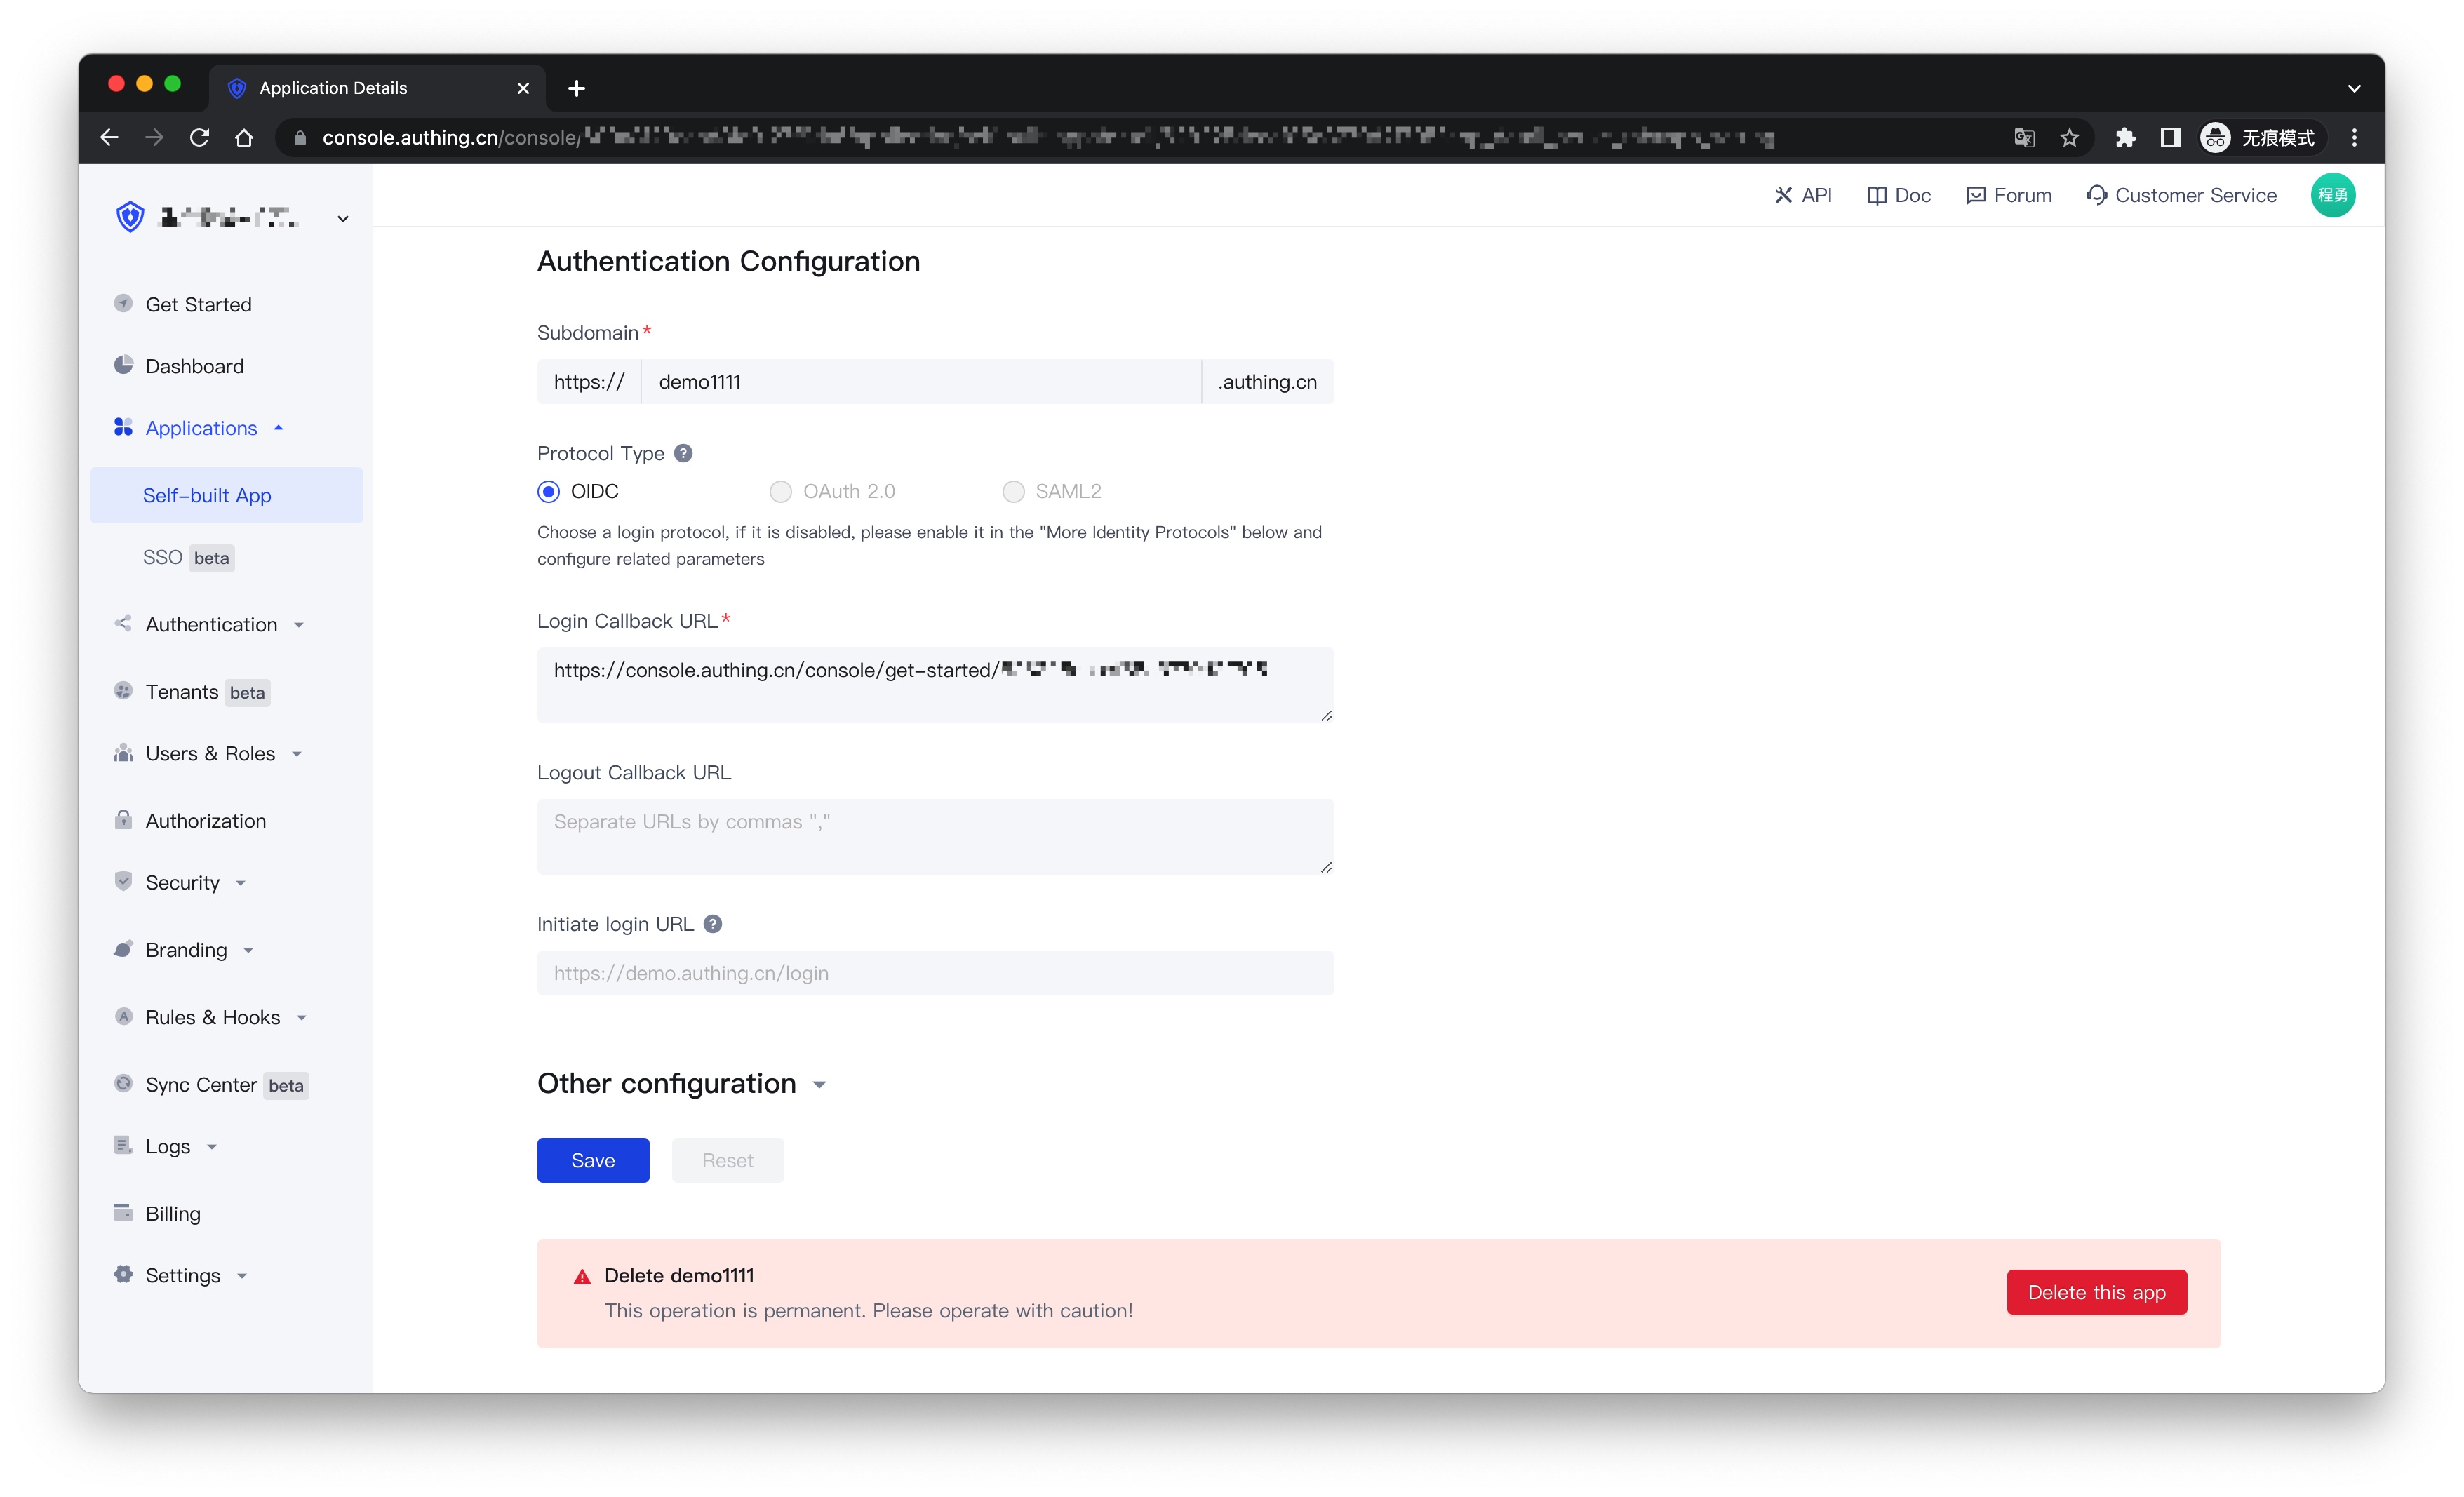 Application Details
console.authing.cn/console/
无痕模式
API
Doc
Forum
Customer Service
程勇
Get Started
Dashboard
Applications
Self-built App
SSO beta
Authentication
Tenants beta
Users & Roles
Authorization
Security
Branding
Rules & Hooks
Sync Center beta
Logs
Billing
Settings
Authentication Configuration
Subdomain*
https:// demo1111 .authing.cn
Protocol Type ?
OIDC OAuth 2.0 SAML2
Choose a login protocol, if it is disabled, please enable it in the "More Identity Protocols" below and
configure related parameters
Login Callback URL*
https://console.authing.cn/console/get-started/
Logout Callback URL
Separate URLs by commas ","
Initiate login URL ?
https://demo.authing.cn/login
Other configuration
Save Reset
Delete demo1111
This operation is permanent. Please operate with caution!
Delete this app